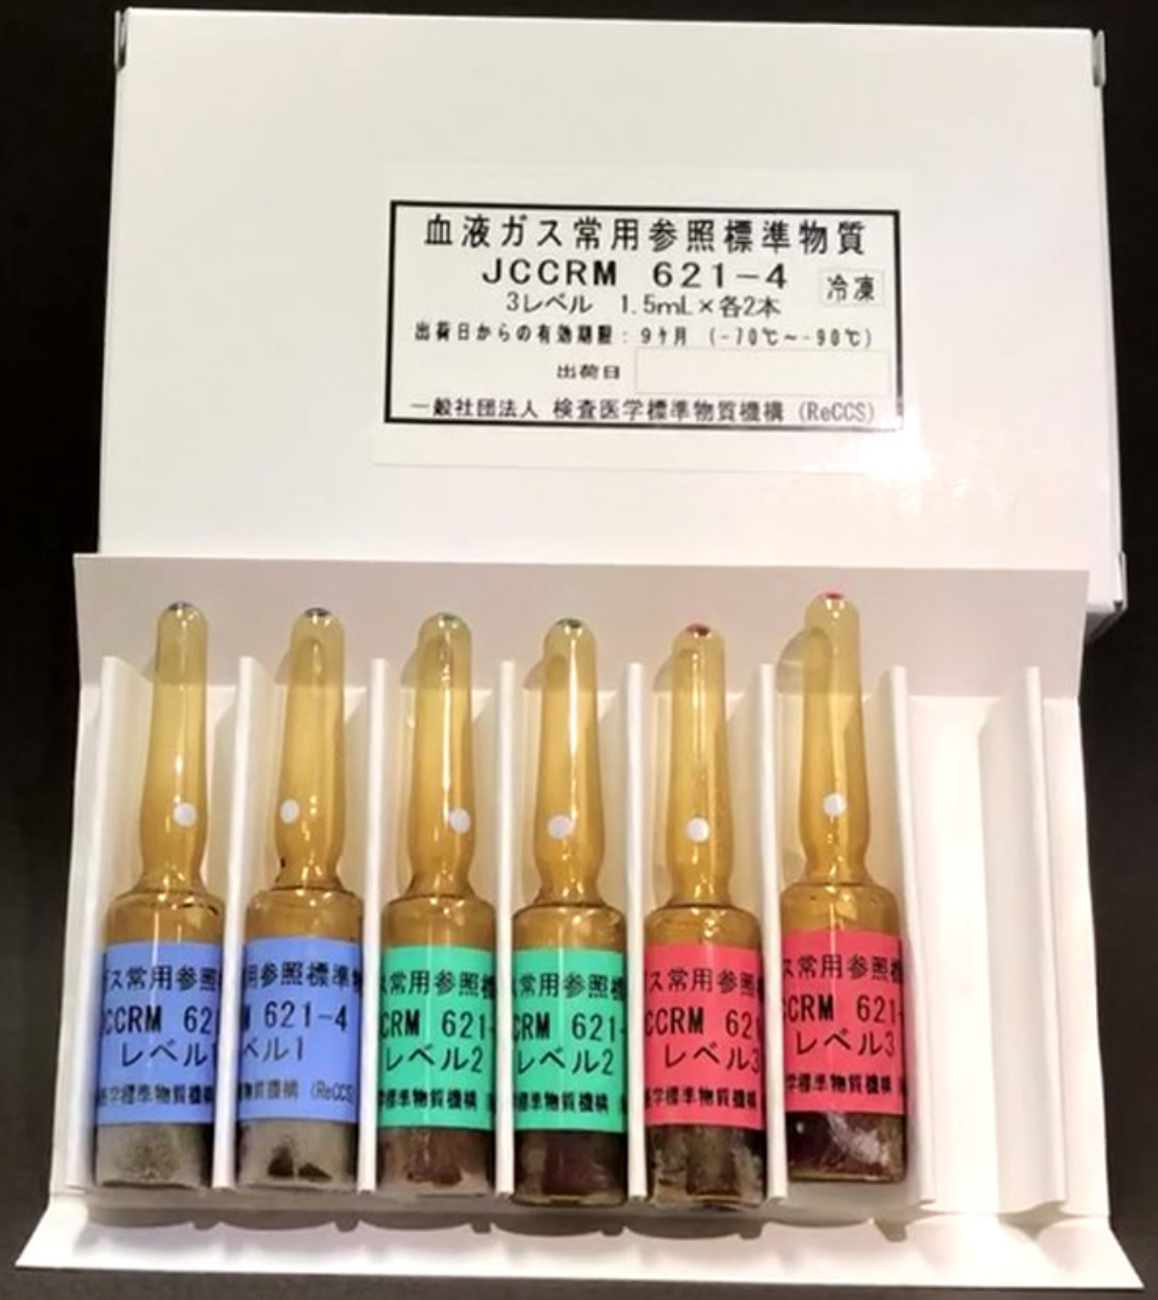 血液ガス常用参照標準物質
JCCRM 621-4
冷凍
3レベル 1.5mL×各2本
出荷日からの有効期限：9ヶ月 (-70℃～-90℃)
出荷日
一般社団法人 検査医学標準物質機構 (ReCCS)
ガス常用参照
CCRM 62
レベル1
医学標準物質機構
用参照標準物
M 621-4
ベル1
物質機構 (ReCCS)
ス常用参照標
CRM 621-
レベル2
学標準物質機構
ス常用参照標
CRM 621-
レベル2
学標準物質機構
ス常用参照標
CCRM 621
レベル3
医学標準物質機構
ス常用参照標
CCRM 621-
レベル3
学標準物質機構